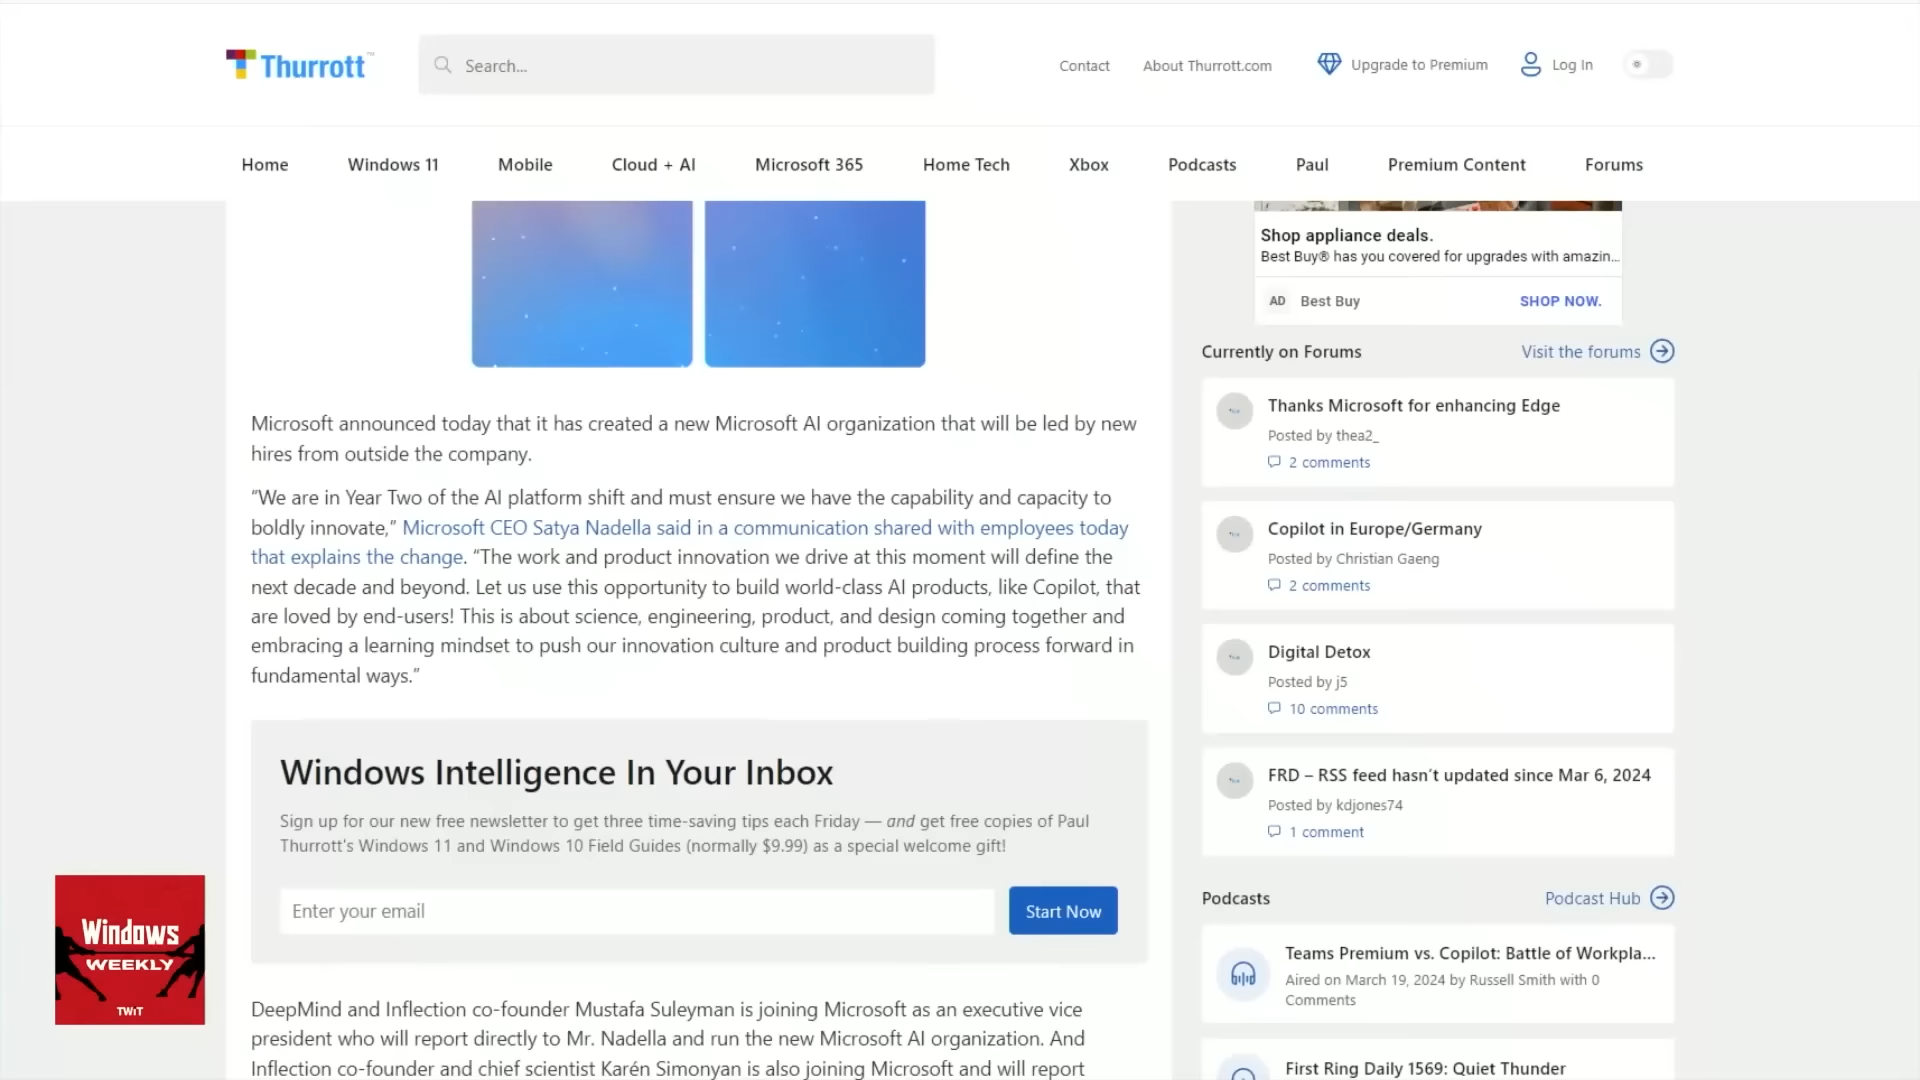 Thurrott
Search...
Contact
About Thurrott.com
Upgrade to Premium
Log In
Home
Windows 11
Mobile
Cloud + AI
Microsoft 365
Home Tech
Xbox
Podcasts
Paul
Premium Content
Forums
Microsoft announced today that it has created a new Microsoft AI organization that will be led by new
hires from outside the company.
“We are in Year Two of the AI platform shift and must ensure we have the capability and capacity to
boldly innovate,” Microsoft CEO Satya Nadella said in a communication shared with employees today
that explains the change. “The work and product innovation we drive at this moment will define the
next decade and beyond. Let us use this opportunity to build world-class AI products, like Copilot, that
are loved by end-users! This is about science, engineering, product, and design coming together and
embracing a learning mindset to push our innovation culture and product building process forward in
fundamental ways.”
Windows Intelligence In Your Inbox
Sign up for our new free newsletter to get three time-saving tips each Friday — and get free copies of Paul
Thurrott's Windows 11 and Windows 10 Field Guides (normally $9.99) as a special welcome gift!
Enter your email
Start Now
DeepMind and Inflection co-founder Mustafa Suleyman is joining Microsoft as an executive vice
president who will report directly to Mr. Nadella and run the new Microsoft AI organization. And
Inflection co-founder and chief scientist Karén Simonyan is also joining Microsoft and will report
Shop appliance deals.
Best Buy® has you covered for upgrades with amazin...
AD
Best Buy
SHOP NOW.
Currently on Forums
Visit the forums
Thanks Microsoft for enhancing Edge
Posted by thea2_
2 comments
Copilot in Europe/Germany
Posted by Christian Gaeng
2 comments
Digital Detox
Posted by j5
10 comments
FRD – RSS feed hasn't updated since Mar 6, 2024
Posted by kdjones74
1 comment
Podcasts
Podcast Hub
Teams Premium vs. Copilot: Battle of Workpla...
Aired on March 19, 2024 by Russell Smith with 0
Comments
First Ring Daily 1569: Quiet Thunder
Windows
WEEKLY
TWiT